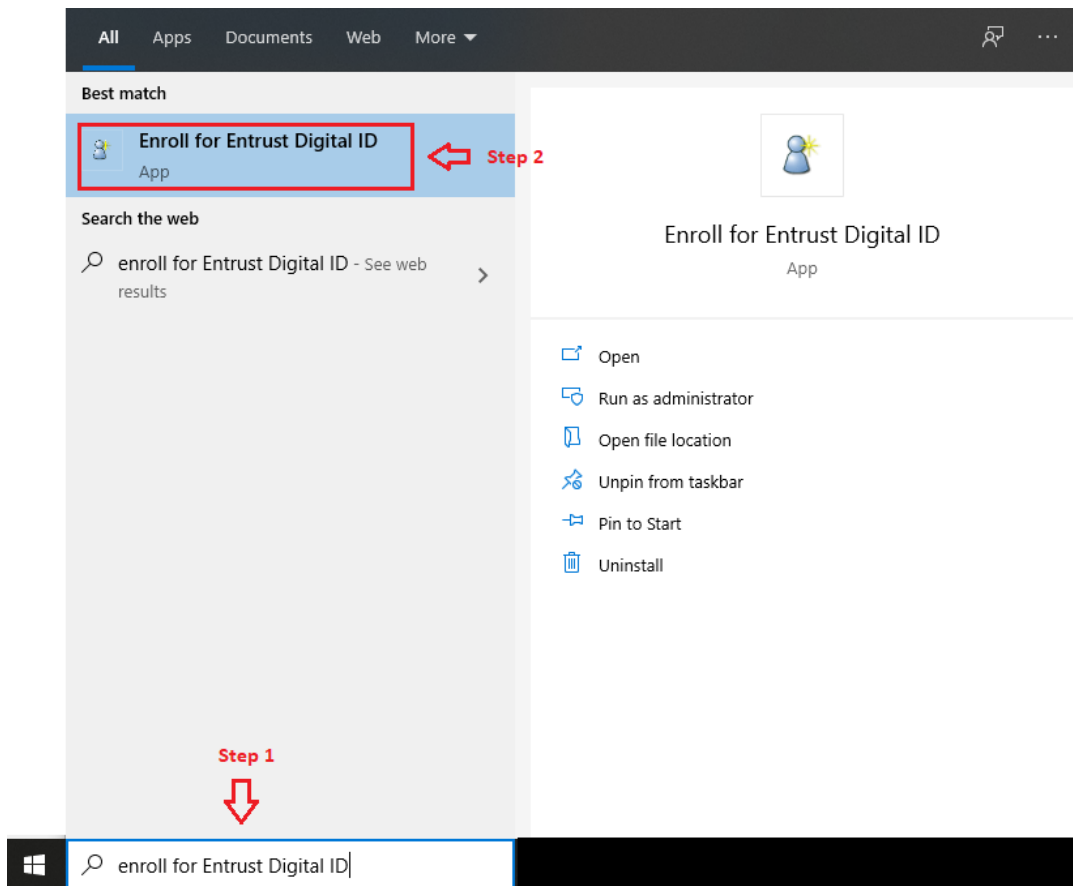 All Apps Documents Web More
Best match
Enroll for Entrust Digital ID
App
Step 2
Search the web
enroll for Entrust Digital ID - See web
results
Enroll for Entrust Digital ID
App
Open
Run as administrator
Open file location
Unpin from taskbar
Pin to Start
Uninstall
Step 1
enroll for Entrust Digital ID